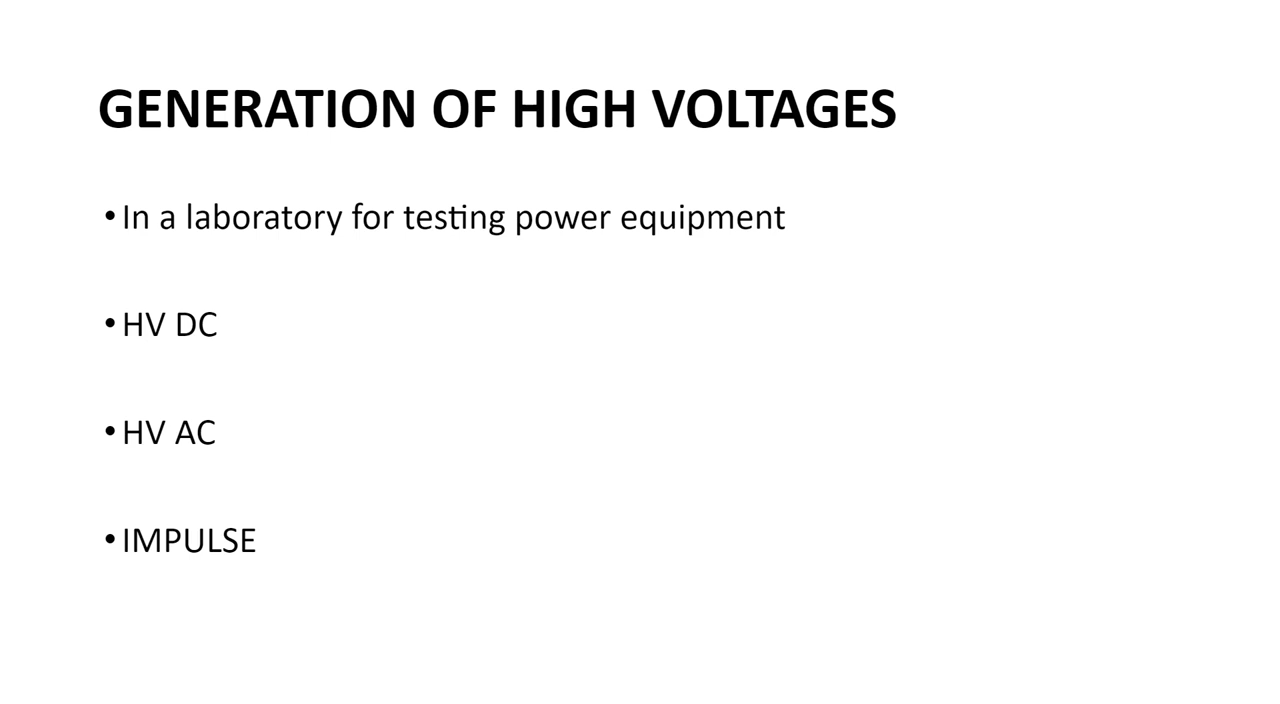 GENERATION OF HIGH VOLTAGES
• In a laboratory for testing power equipment
• HV DC
• HV AC
• IMPULSE